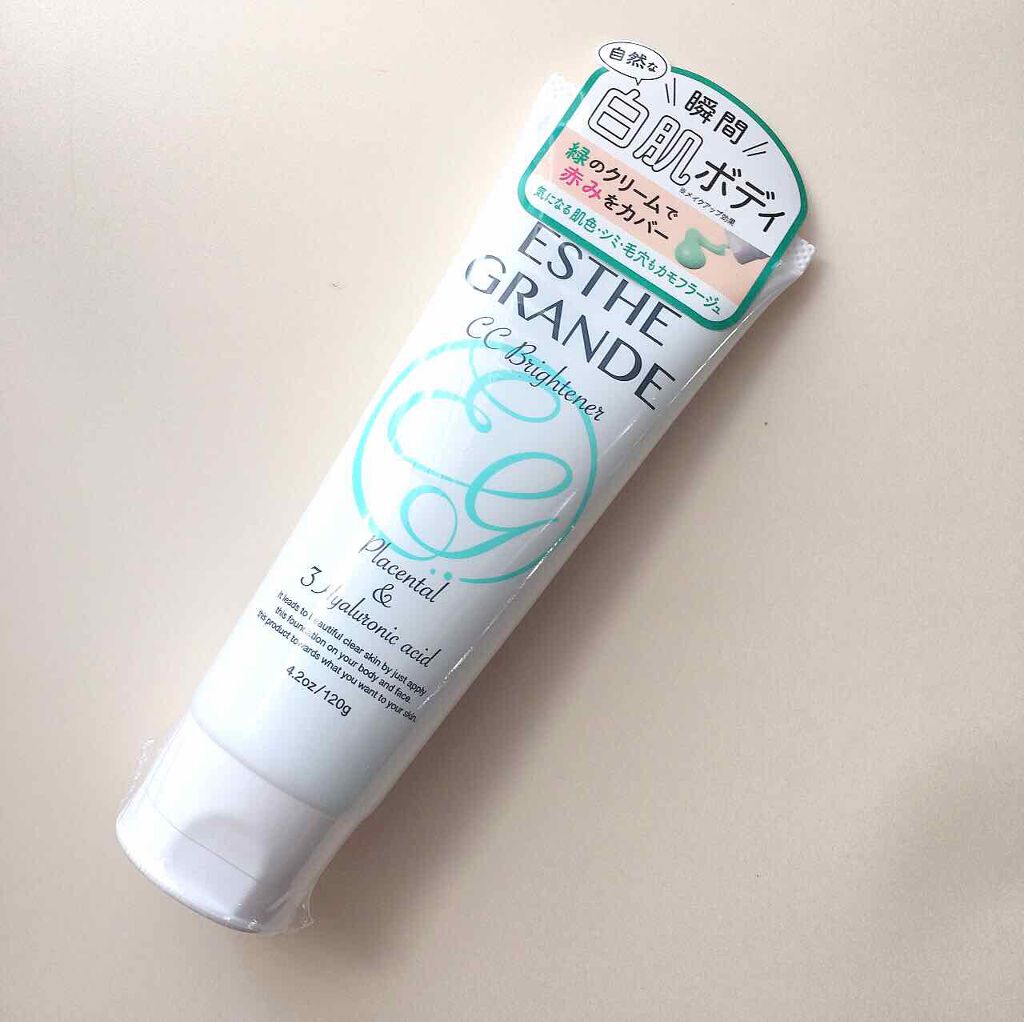 自然な
瞬間
白肌ボディ
※メイクアップ効果
緑のクリームで
赤みをカバー
気になる肌色・シミ・毛穴もカモフラージュ
ESTHE
GRANDE
CC Brightener
EG
Placental
&
3 Hyaluronic acid
It leads to beautiful clear skin by just apply
this foundation on your body and face.
this product towards what you want to your skin.
4.2oz/120g